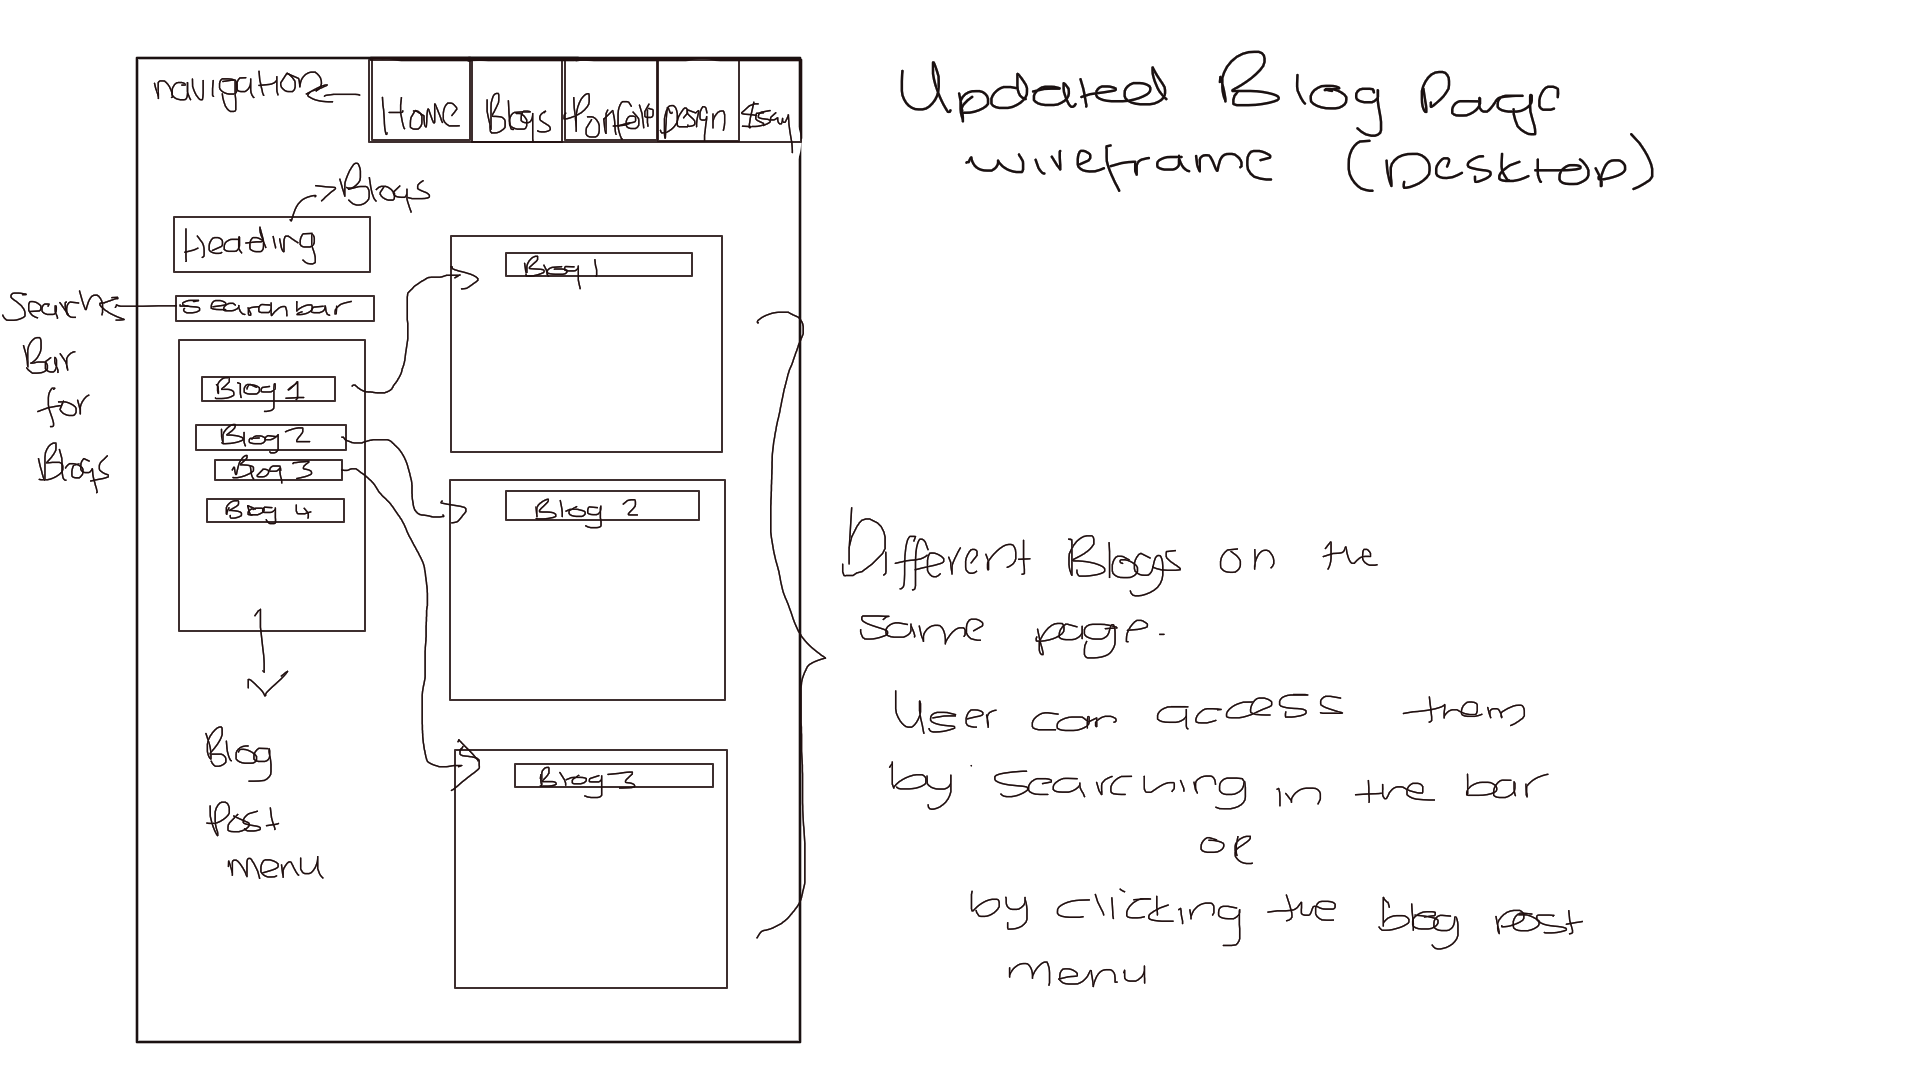 Updated Blog Page
wireframe (Desktop)
navigation
Home Blogs Design Essay
Blogs
Heading
Search
Bar
for
Blogs
searchbar
Blog 1
Blog 2
Blog 3
Blog 4
Blog
Post
menu
Blog 1
Blog 2
Blog 3
Different Blogs on the
same page.
User can access them
by searching in the bar
or
by clicking the blog post
menu